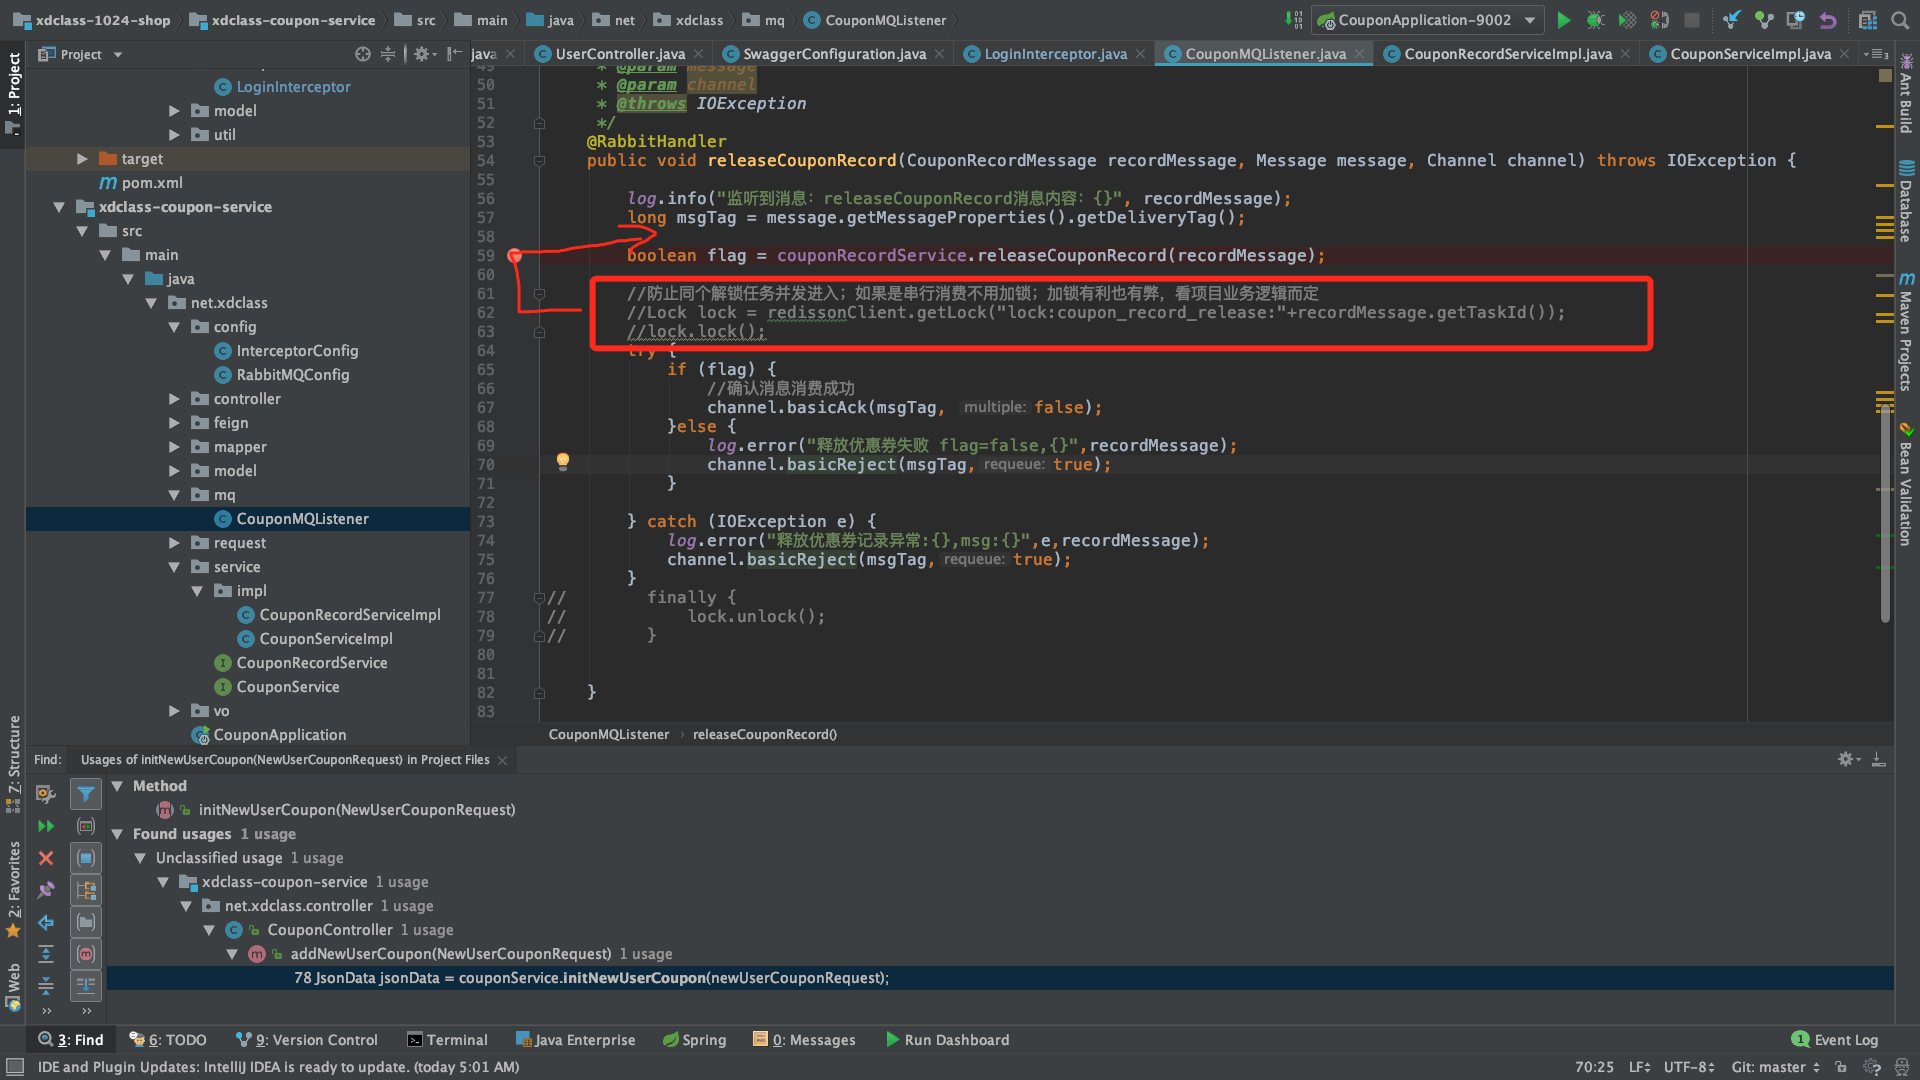 xdclass-1024-shop xdclass-coupon-service src main java net xdclass mq CouponMQListener
CouponApplication-9002
Project
java UserController.java SwaggerConfiguration.java LoginInterceptor.java CouponMQListener.java CouponRecordServiceImpl.java CouponServiceImpl.java
1: Project
LoginInterceptor
model
util
target
pom.xml
xdclass-coupon-service
src
main
java
net.xdclass
config
InterceptorConfig
RabbitMQConfig
controller
feign
mapper
model
mq
CouponMQListener
request
service
impl
CouponRecordServiceImpl
CouponServiceImpl
CouponRecordService
CouponService
vo
CouponApplication
7: Structure
2: Favorites
Web
49 * @param message
50 * @param channel
51 * @throws IOException
52 */
53 @RabbitHandler
54 public void releaseCouponRecord(CouponRecordMessage recordMessage, Message message, Channel channel) throws IOException {
55
56 log.info("监听到消息：releaseCouponRecord消息内容：{}", recordMessage);
57 long msgTag = message.getMessageProperties().getDeliveryTag();
58
59 boolean flag = couponRecordService.releaseCouponRecord(recordMessage);
60
61 //防止同个解锁任务并发进入；如果是串行消费不用加锁；加锁有利也有弊，看项目业务逻辑而定
62 //Lock lock = redissonClient.getLock("lock:coupon_record_release:"+recordMessage.getTaskId());
63 //lock.lock();
64 try {
65 if (flag) {
66 //确认消息消费成功
67 channel.basicAck(msgTag, multiple: false);
68 }else {
69 log.error("释放优惠券失败 flag=false,{}",recordMessage);
70 channel.basicReject(msgTag, requeue: true);
71 }
72
73 } catch (IOException e) {
74 log.error("释放优惠券记录异常:{},msg:{}",e,recordMessage);
75 channel.basicReject(msgTag, requeue: true);
76 }
77 // finally {
78 // lock.unlock();
79 // }
80
81
82 }
83
CouponMQListener releaseCouponRecord()
Ant Build
Database
Maven Projects
Bean Validation
Find: Usages of initNewUserCoupon(NewUserCouponRequest) in Project Files
Method
initNewUserCoupon(NewUserCouponRequest)
Found usages 1 usage
Unclassified usage 1 usage
xdclass-coupon-service 1 usage
net.xdclass.controller 1 usage
CouponController 1 usage
addNewUserCoupon(NewUserCouponRequest) 1 usage
78 JsonData jsonData = couponService.initNewUserCoupon(newUserCouponRequest);
3: Find 6: TODO 9: Version Control Terminal Java Enterprise Spring 0: Messages Run Dashboard 1 Event Log
IDE and Plugin Updates: IntelliJ IDEA is ready to update. (today 5:01 AM) 70:25 LF UTF-8 Git: master